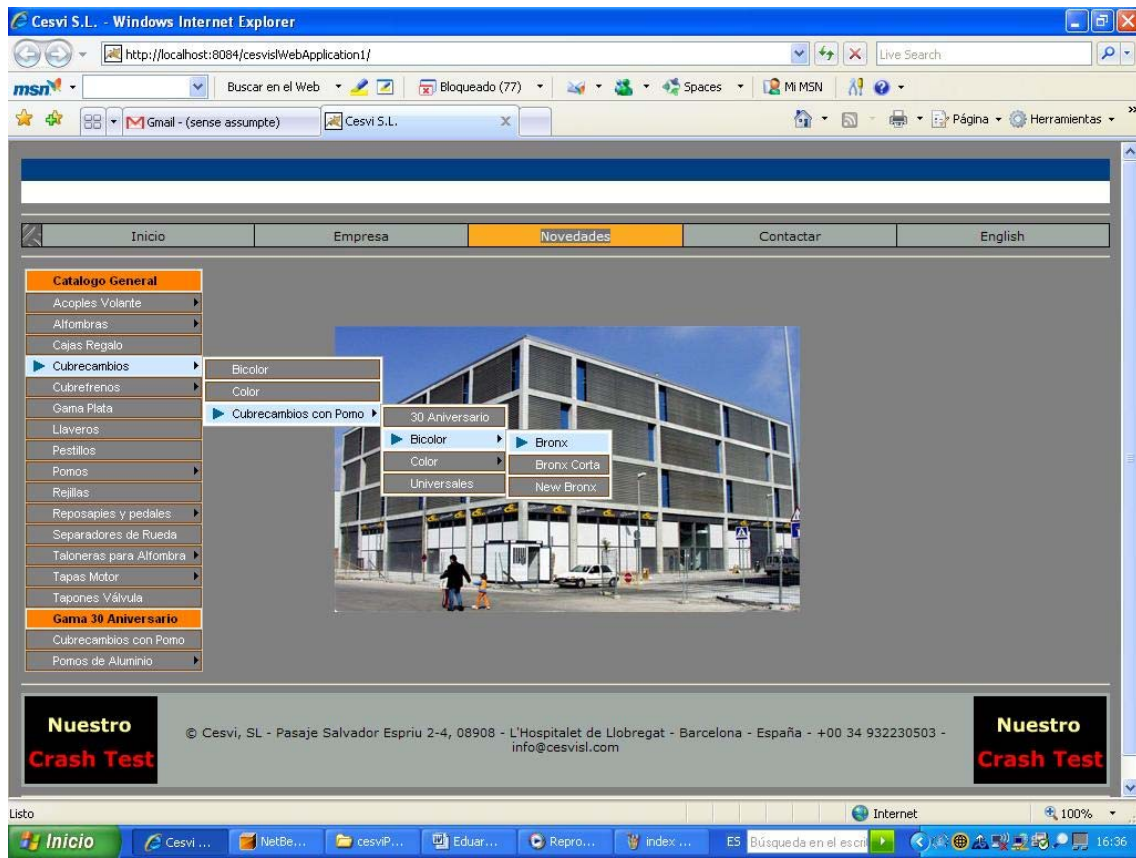 Cesvi S.L. - Windows Internet Explorer
http://localhost:8084/cesvislWebApplication1/
Live Search
msn
Buscar en el Web
Bloqueado (77)
Spaces
Mi MSN
Gmail - (sense assumpte)
Cesvi S.L.
Página
Herramientas
Inicio
Empresa
Novedades
Contactar
English
Catalogo General
Acoples Volante
Alfombras
Cajas Regalo
Cubrecambios
Cubrefrenos
Gama Plata
Llaveros
Pestillos
Pomos
Rejillas
Reposapies y pedales
Separadores de Rueda
Taloneras para Alfombra
Tapas Motor
Tapones Válvula
Gama 30 Aniversario
Cubrecambios con Pomo
Pomos de Aluminio
Bicolor
Color
Cubrecambios con Pomo
30 Aniversario
Bicolor
Color
Universales
Bronx
Bronx Corta
New Bronx
Nuestro
Crash Test
© Cesvi, SL - Pasaje Salvador Espriu 2-4, 08908 - L'Hospitalet de Llobregat - Barcelona - España - +00 34 932230503 -
info@cesvisl.com
Nuestro
Crash Test
Listo
Internet
100%
Inicio
Cesvi ...
NetBe...
cesviP...
Eduar...
Repro...
index ...
ES
Búsqueda en el escri
16:36